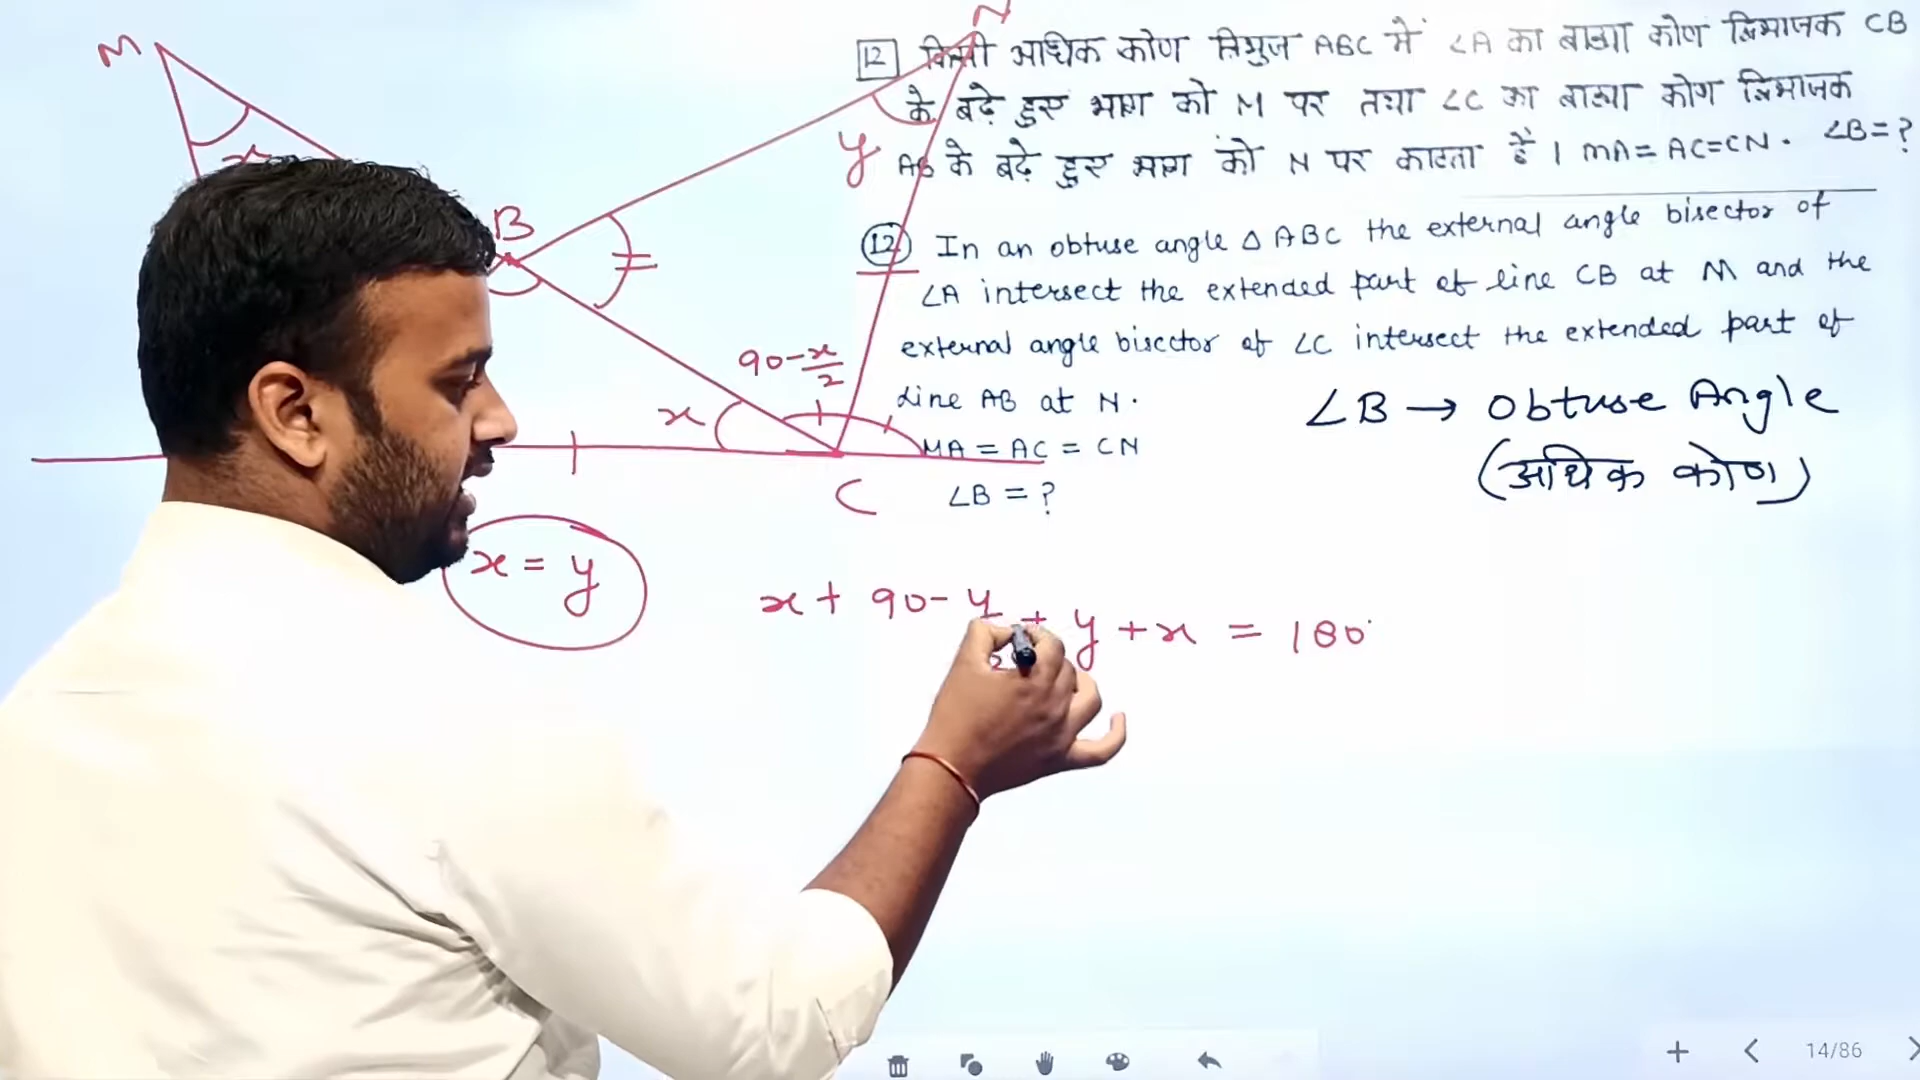 M
N
x
y
B
90-x/2
x
C
x = y
[12] किसी अधिक कोण त्रिभुज ABC में ∠A का बाह्य कोण विभाजक CB
के बढ़े हुए भाग को M पर तथा ∠C का बाह्य कोण विभाजक
AB के बढ़े हुए भाग को N पर काटता है । MA = AC = CN . ∠B = ?
(12) In an obtuse angle △ ABC the external angle bisector of
∠A intersect the extended part of line CB at M and the
external angle bisector of ∠C intersect the extended part of
Line AB at N .
MA = AC = CN
∠B = ?
∠B → Obtuse Angle
(अधिक कोण)
x + 90 - y/2 + y + x = 180°
14/86